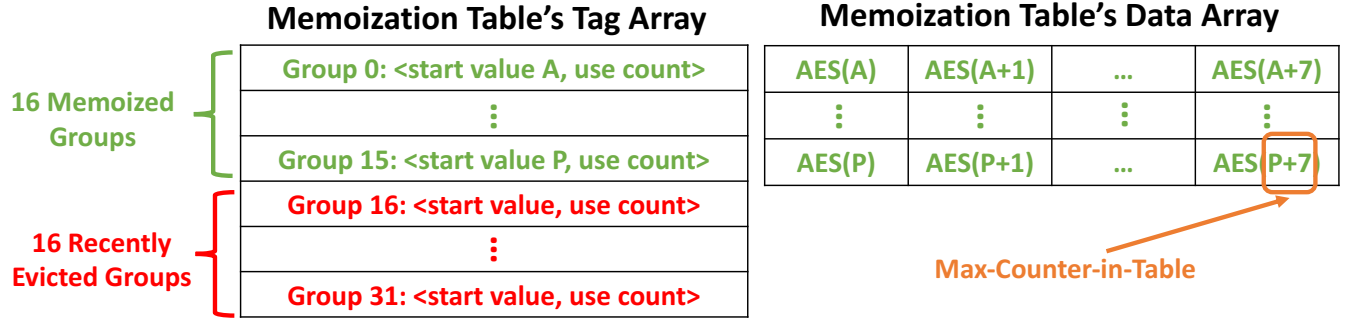 Memoization Table's Tag Array
Memoization Table's Data Array
16 Memoized
Groups
Group 0: <start value A, use count>
⋮
Group 15: <start value P, use count>
16 Recently
Evicted Groups
Group 16: <start value, use count>
⋮
Group 31: <start value, use count>
AES(A) AES(A+1) ... AES(A+7)
⋮ ⋮ ⋮ ⋮
AES(P) AES(P+1) ... AES(P+7)
Max-Counter-in-Table